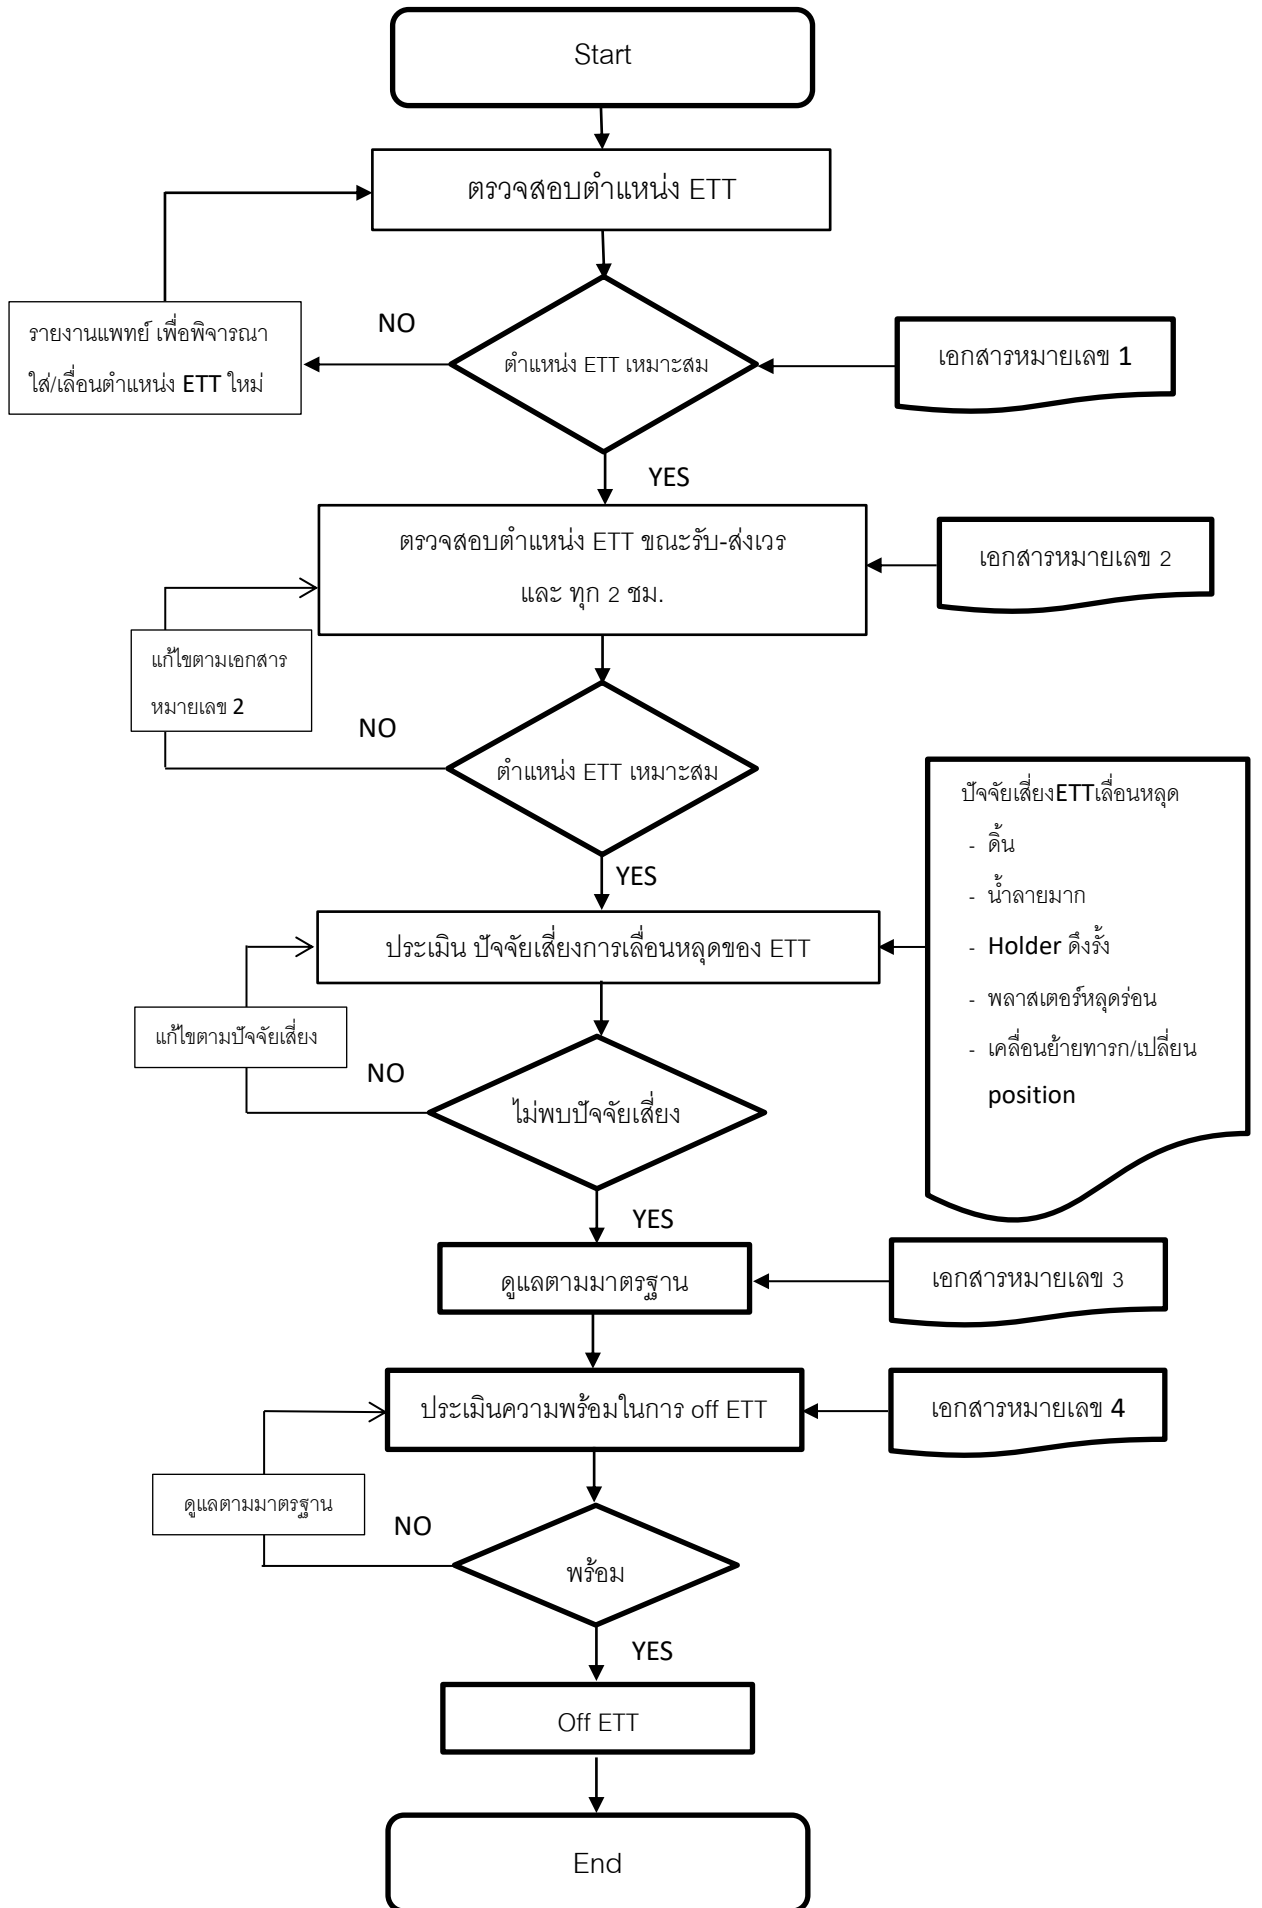 Start
ตรวจสอบตำแหน่ง ETT
รายงานแพทย์ เพื่อพิจารณา
ใส่/เลื่อนตำแหน่ง ETT ใหม่
NO
ตำแหน่ง ETT เหมาะสม
เอกสารหมายเลข 1
YES
ตรวจสอบตำแหน่ง ETT ขณะรับ-ส่งเวร
และ ทุก 2 ชม.
เอกสารหมายเลข 2
แก้ไขตามเอกสาร
หมายเลข 2
NO
ตำแหน่ง ETT เหมาะสม
YES
ปัจจัยเสี่ยงETTเลื่อนหลุด
- ดิ้น
- น้ำลายมาก
- Holder ดึงรั้ง
- พลาสเตอร์หลุดร่อน
- เคลื่อนย้ายทารก/เปลี่ยน
position
ประเมิน ปัจจัยเสี่ยงการเลื่อนหลุดของ ETT
แก้ไขตามปัจจัยเสี่ยง
NO
ไม่พบปัจจัยเสี่ยง
YES
ดูแลตามมาตรฐาน
เอกสารหมายเลข 3
ประเมินความพร้อมในการ off ETT
เอกสารหมายเลข 4
ดูแลตามมาตรฐาน
NO
พร้อม
YES
Off ETT
End